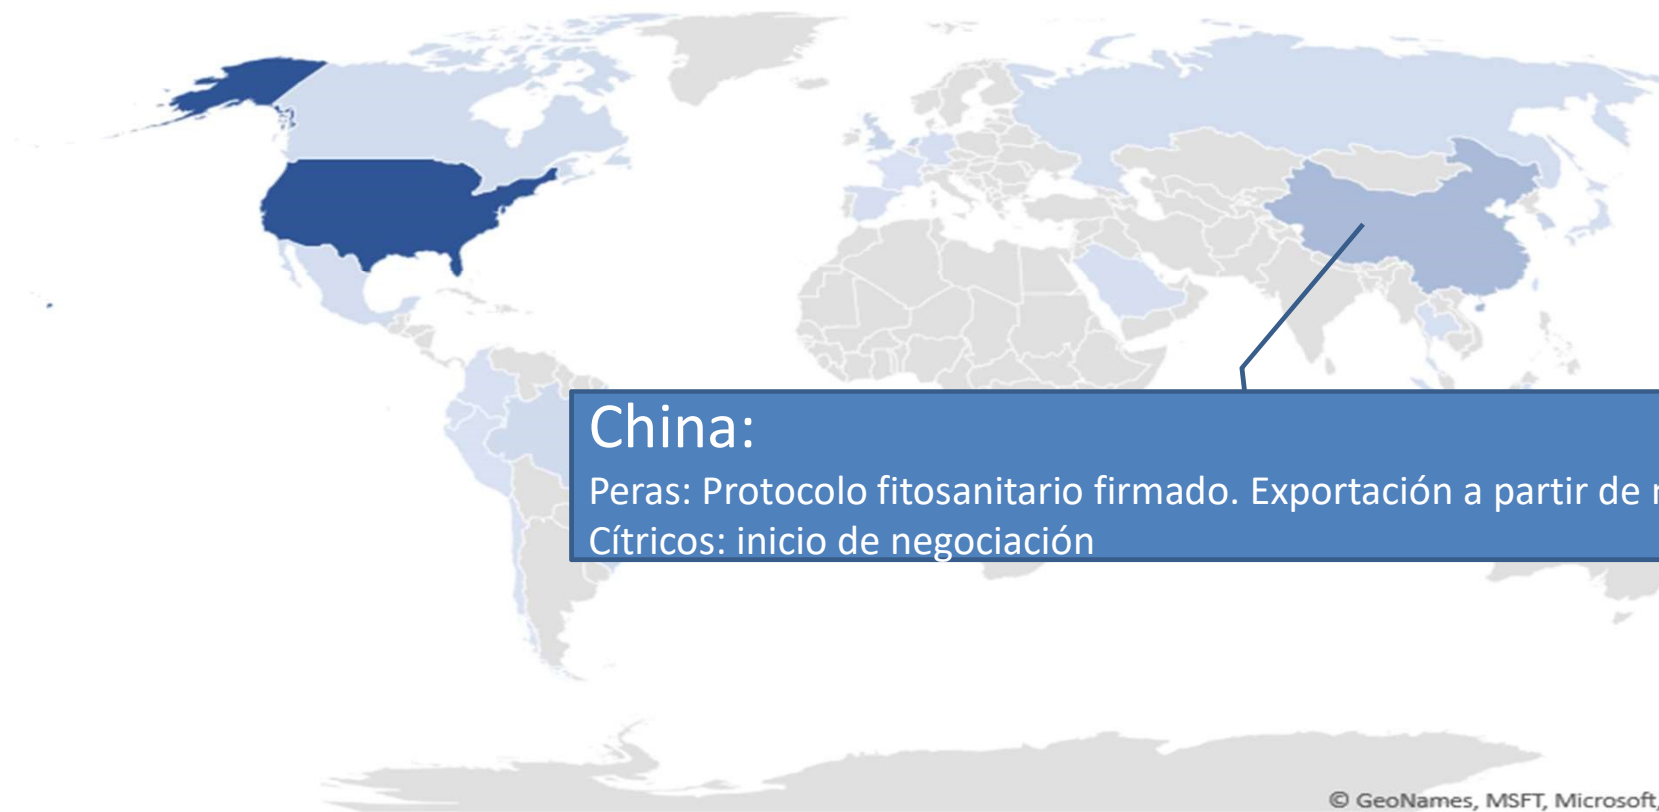 China:
Peras: Protocolo fitosanitario firmado. Exportación a partir de
Cítricos: inicio de negociación
© GeoNames, MSFT, Microsoft,